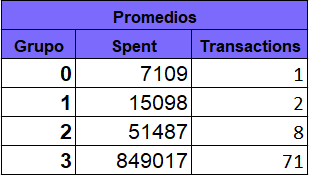 Promedios
Grupo Spent Transactions
0 7109 1
1 15098 2
2 51487 8
3 849017 71